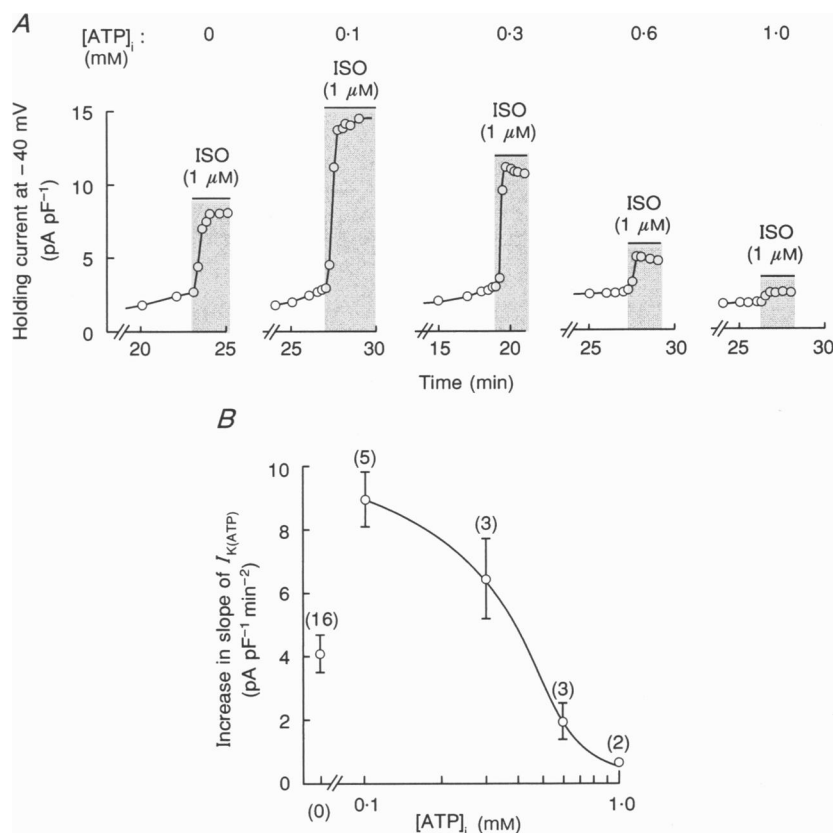 A
[ATP]i :
(mM)
0
0·1
0·3
0·6
1·0
Holding current at −40 mV
(pA pF−1)
15
10
5
0
ISO
(1 μM)
ISO
(1 μM)
ISO
(1 μM)
ISO
(1 μM)
ISO
(1 μM)
20 25
25 30
15 20
25 30
25 30
Time (min)
B
Increase in slope of IK(ATP)
(pA pF−1 min−2)
10
8
6
4
2
0
(16)
(5)
(3)
(3)
(2)
(0)
0·1
1·0
[ATP]i (mM)